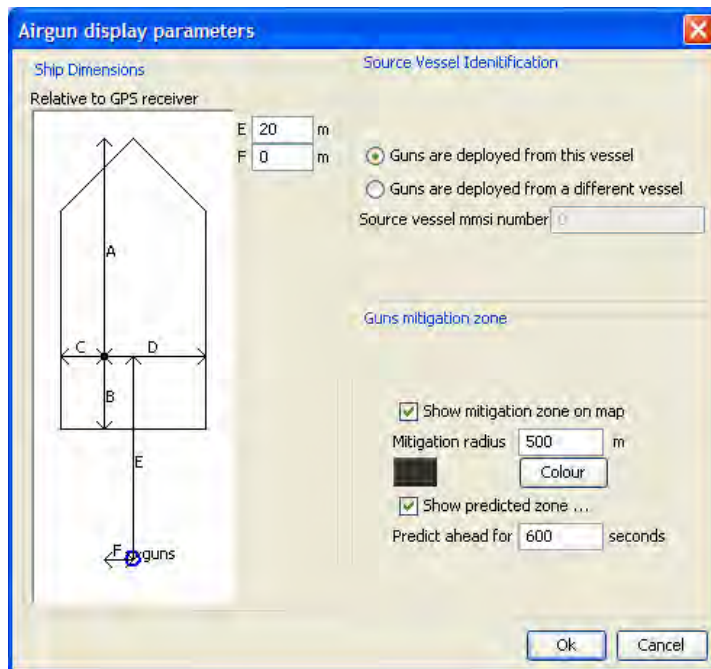 Airgun display parameters
Ship Dimensions
Relative to GPS receiver
E 20 m
F 0 m
A
C D
B
E
F guns
Source Vessel Idenitification
Guns are deployed from this vessel
Guns are deployed from a different vessel
Source vessel mmsi number 0
Guns mitigation zone
Show mitigation zone on map
Mitigation radius 500 m
Colour
Show predicted zone ...
Predict ahead for 600 seconds
Ok Cancel